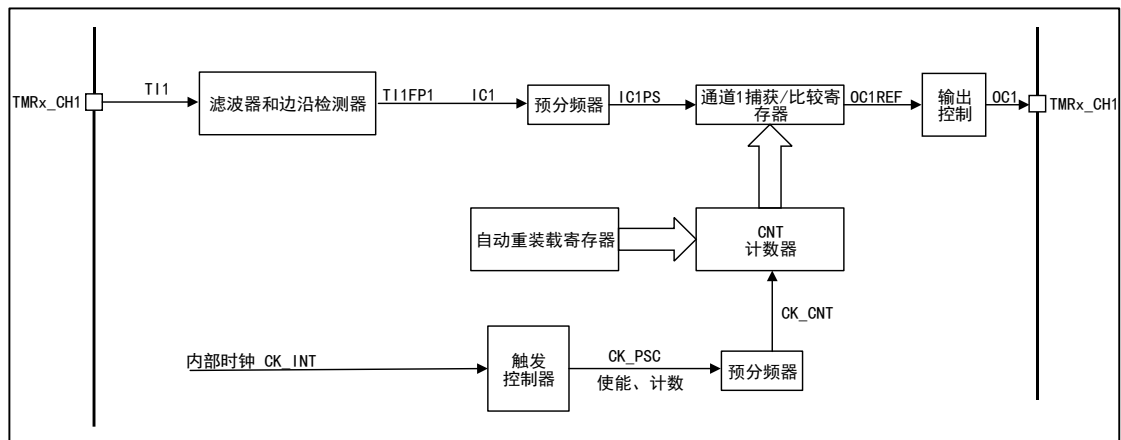 TMRx_CH1
TI1
滤波器和边沿检测器
TI1FP1
IC1
预分频器
IC1PS
通道1捕获/比较寄
存器
OC1REF
输出
控制
OC1
TMRx_CH1
自动重装载寄存器
CNT
计数器
CK_CNT
内部时钟 CK_INT
触发
控制器
CK_PSC
使能、计数
预分频器